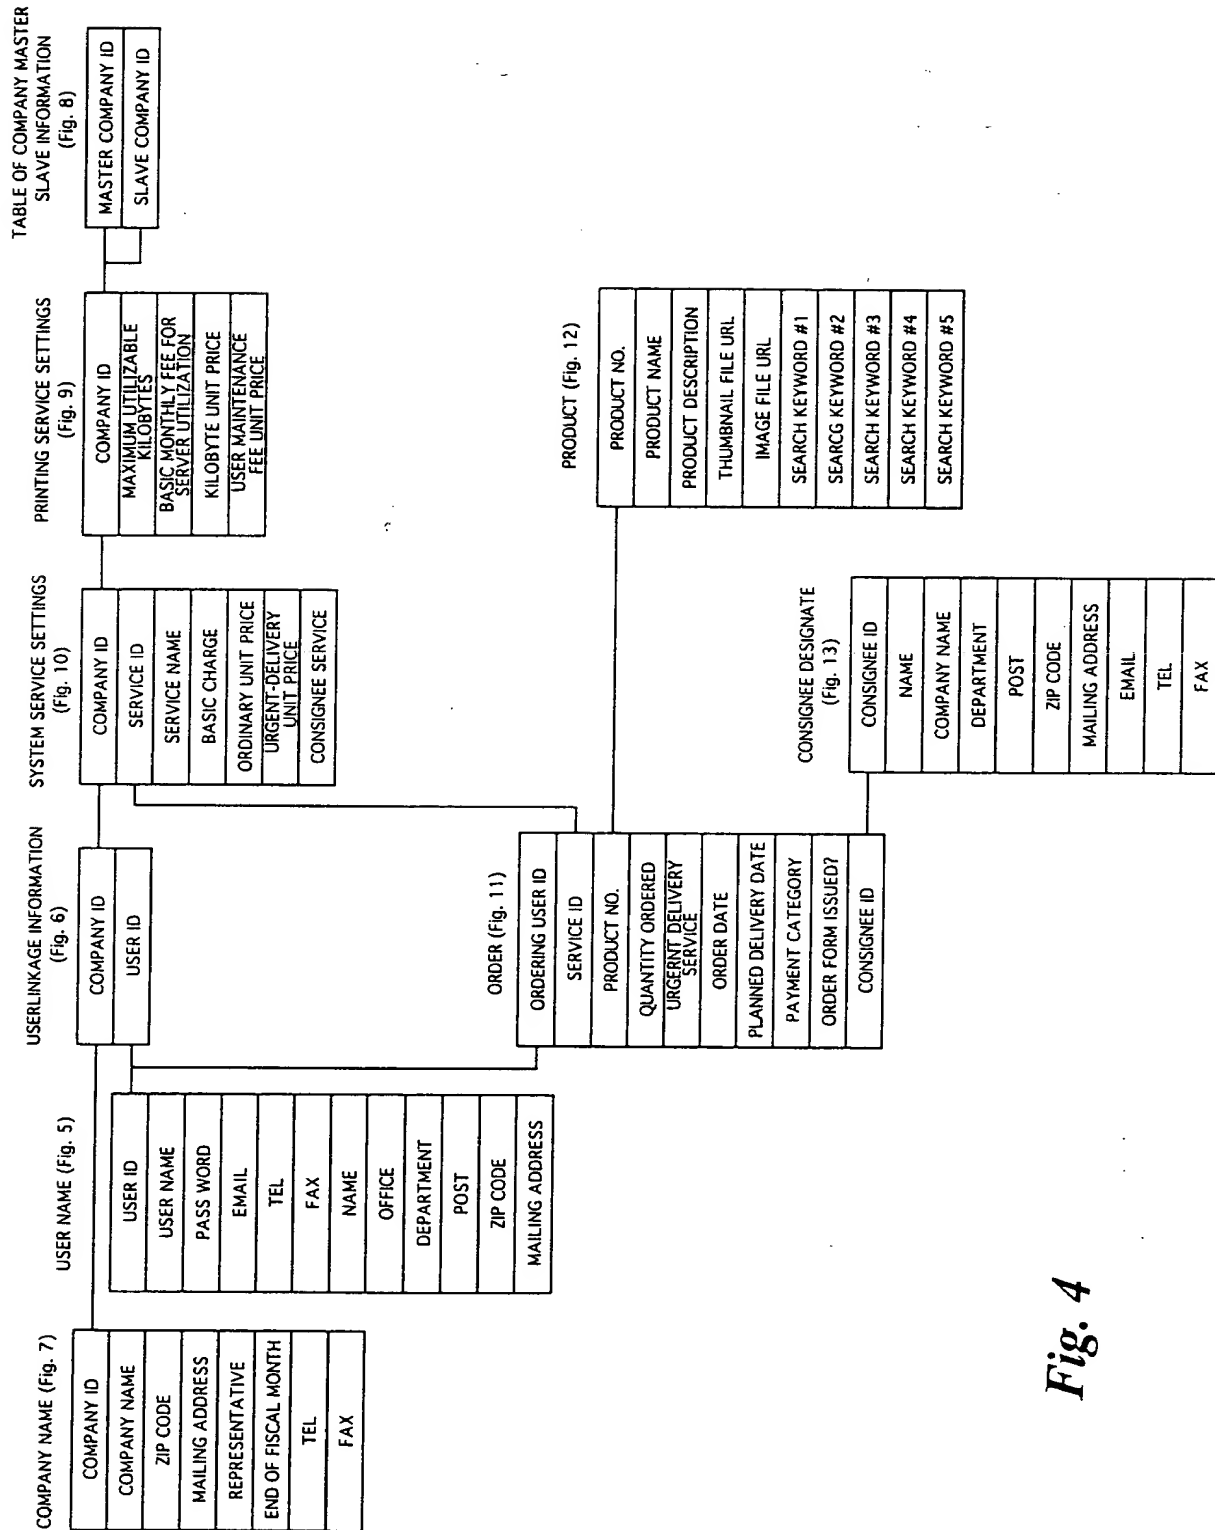 COMPANY NAME (Fig. 7)
COMPANY ID
COMPANY NAME
ZIP CODE
MAILING ADDRESS
REPRESENTATIVE
END OF FISCAL MONTH
TEL
FAX
USER NAME (Fig. 5)
USER ID
USER NAME
PASS WORD
EMAIL
TEL
FAX
NAME
OFFICE
DEPARTMENT
POST
ZIP CODE
MAILING ADDRESS
USERLINKAGE INFORMATION
(Fig. 6)
COMPANY ID
USER ID
SYSTEM SERVICE SETTINGS
(Fig. 10)
COMPANY ID
SERVICE ID
SERVICE NAME
BASIC CHARGE
ORDINARY UNIT PRICE
URGENT-DELIVERY
UNIT PRICE
CONSIGNEE SERVICE
PRINTING SERVICE SETTINGS
(Fig. 9)
COMPANY ID
MAXIMUM UTILIZABLE
KILOBYTES
BASIC MONTHLY FEE FOR
SERVER UTILIZATION
KILOBYTE UNIT PRICE
USER MAINTENANCE
FEE UNIT PRICE
TABLE OF COMPANY MASTER
SLAVE INFORMATION
(Fig. 8)
MASTER COMPANY ID
SLAVE COMPANY ID
ORDER (Fig. 11)
ORDERING USER ID
SERVICE ID
PRODUCT NO.
QUANTITY ORDERED
URGERNT DELIVERY
SERVICE
ORDER DATE
PLANNED DELIVERY DATE
PAYMENT CATEGORY
ORDER FORM ISSUED?
CONSIGNEE ID
PRODUCT (Fig. 12)
PRODUCT NO.
PRODUCT NAME
PRODUCT DESCRIPTION
THUMBNAIL FILE URL
IMAGE FILE URL
SEARCH KEYWORD #1
SEARCG KEYWORD #2
SEARCH KEYWORD #3
SEARCH KEYWORD #4
SEARCH KEYWORD #5
CONSIGNEE DESIGNATE
(Fig. 13)
CONSIGNEE ID
NAME
COMPANY NAME
DEPARTMENT
POST
ZIP CODE
MAILING ADDRESS
EMAIL
TEL
FAX
Fig. 4